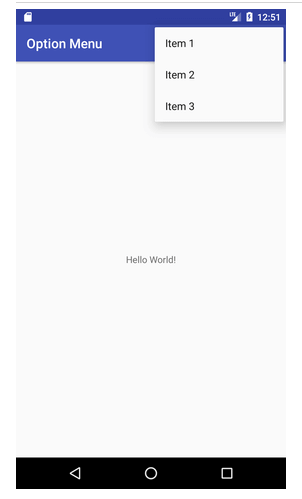 12:51
Option Menu
Item 1
Item 2
Item 3
Hello World!